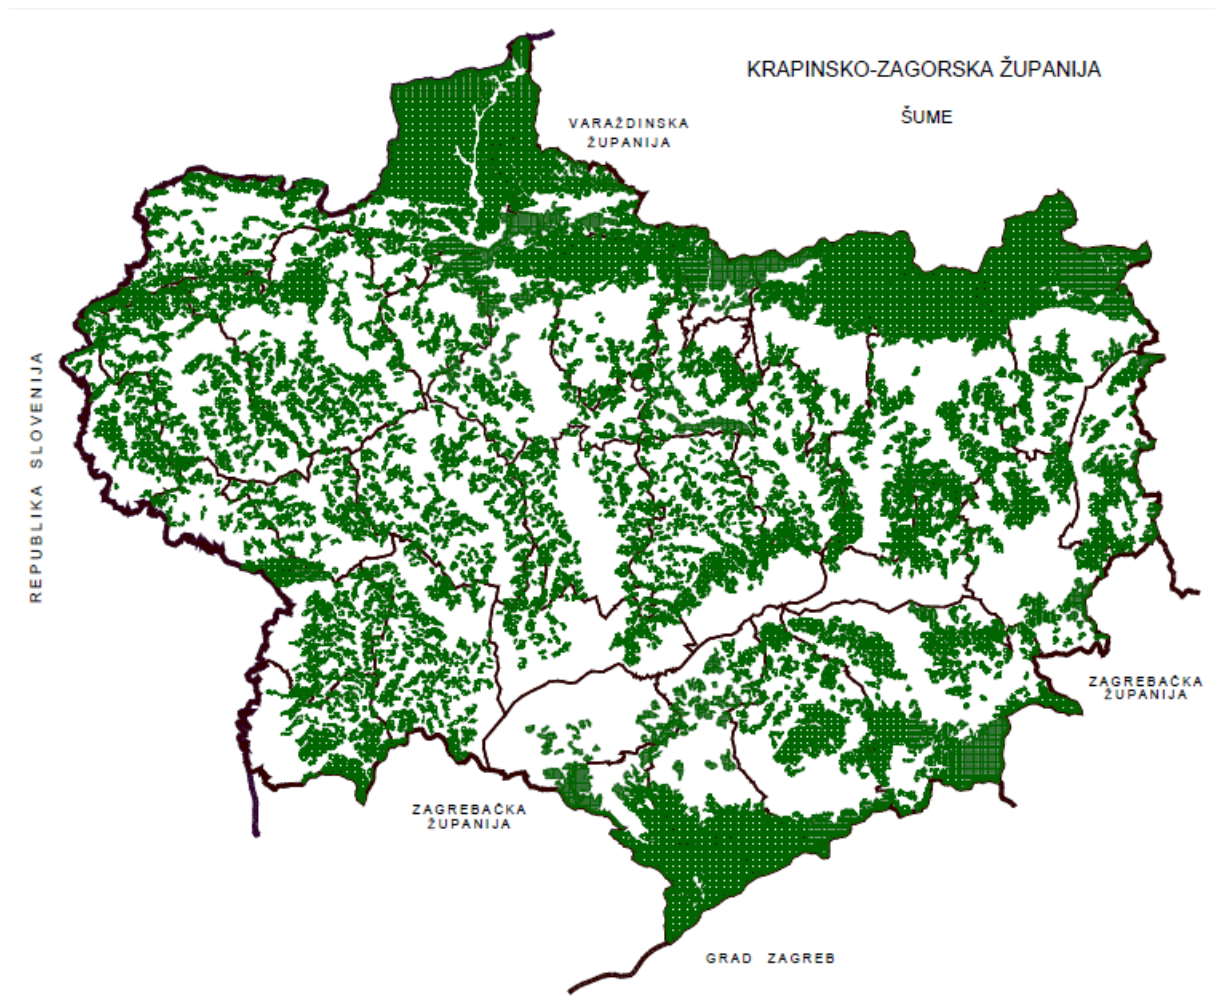 KRAPINSKO-ZAGORSKA ŽUPANIJA
ŠUME
VARAŽDINSKA
ŽUPANIJA
REPUBLIKA SLOVENIJA
ZAGREBAČKA
ŽUPANIJA
ZAGREBAČKA
ŽUPANIJA
GRAD ZAGREB